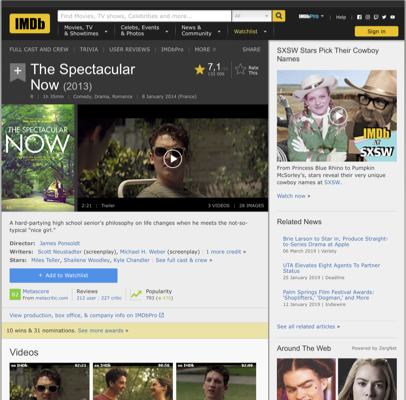 IMDb
Find Movies, TV shows, Celebrities and more...
All
Movies, TV & Showtimes
Celebs, Events & Photos
News & Community
Watchlist
IMDbPro
Help
Sign in
FULL CAST AND CREW | TRIVIA | USER REVIEWS | IMDbPro | MORE
SHARE
The Spectacular
Now (2013)
7,1
Rate
This
R | 1h 35min | Comedy, Drama, Romance | 8 January 2014 (France)
THE SPECTACULAR
NOW
2:21 | Trailer
3 VIDEOS | 28 IMAGES
A hard-partying high school senior's philosophy on life changes when he meets the not-so-
typical "nice girl."
Director: James Ponsoldt
Writers: Scott Neustadter (screenplay), Michael H. Weber (screenplay) | 1 more credit »
Stars: Miles Teller, Shailene Woodley, Kyle Chandler | See full cast & crew »
+ Add to Watchlist
Metascore
From metacritic.com
Reviews
212 user | 227 critic
Popularity
View production, box office, & company info on IMDbPro
10 wins & 31 nominations. See more awards »
Videos
SXSW Stars Pick Their Cowboy
Names
IMDb
AT
SXSW
From Princess Blue Rhino to Pumpkin
McSorley's, stars reveal their very unique
cowboy names at SXSW.
Watch now »
Related News
Brie Larson to Star in, Produce Straight-
to-Series Drama at Apple
06 March 2019 | Variety
UTA Elevates Eight Agents To Partner
Status
25 January 2019 | Deadline
Palm Springs Film Festival Awards:
'Shoplifters,' 'Dogman,' and More
12 January 2019 | Indiewire
See all related articles »
Around The Web
Powered by ZergNet